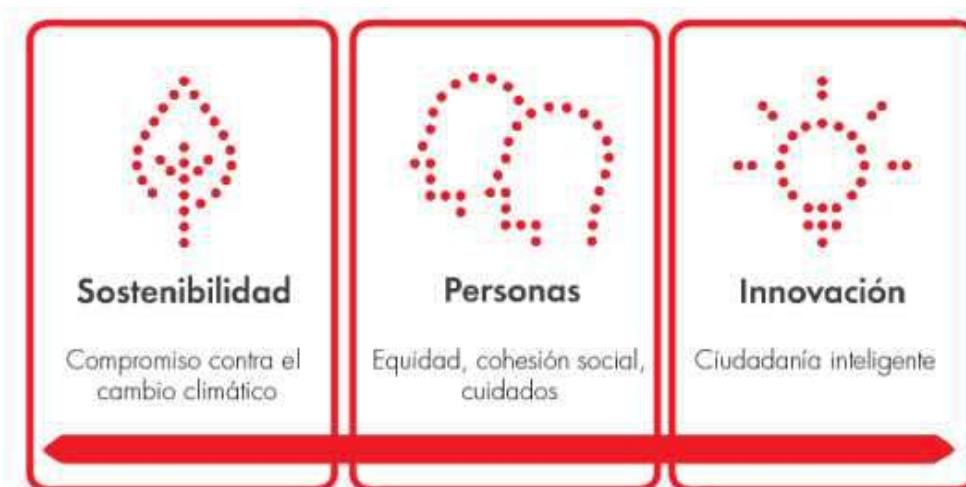 Sostenibilidad
Compromiso contra el
cambio climático
Personas
Equidad, cohesión social,
cuidados
Innovación
Ciudadanía inteligente